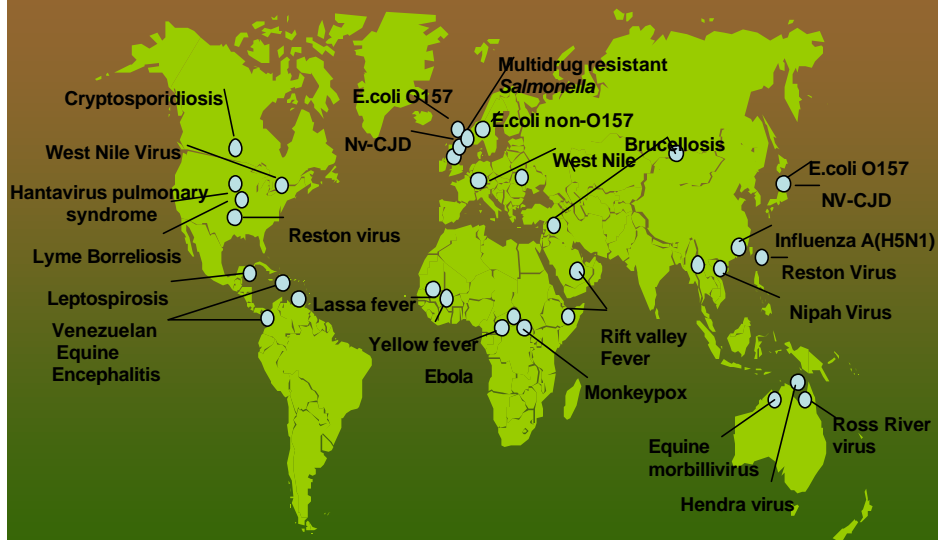 Multidrug resistant
Salmonella
Cryptosporidiosis
E.coli O157
E.coli non-O157
Nv-CJD
Brucellosis
West Nile Virus
West Nile
E.coli O157
NV-CJD
Hantavirus pulmonary
syndrome
Reston virus
Influenza A(H5N1)
Lyme Borreliosis
Reston Virus
Leptospirosis
Lassa fever
Nipah Virus
Venezuelan
Equine
Encephalitis
Yellow fever
Rift valley
Fever
Ebola
Monkeypox
Ross River
virus
Equine
morbillivirus
Hendra virus